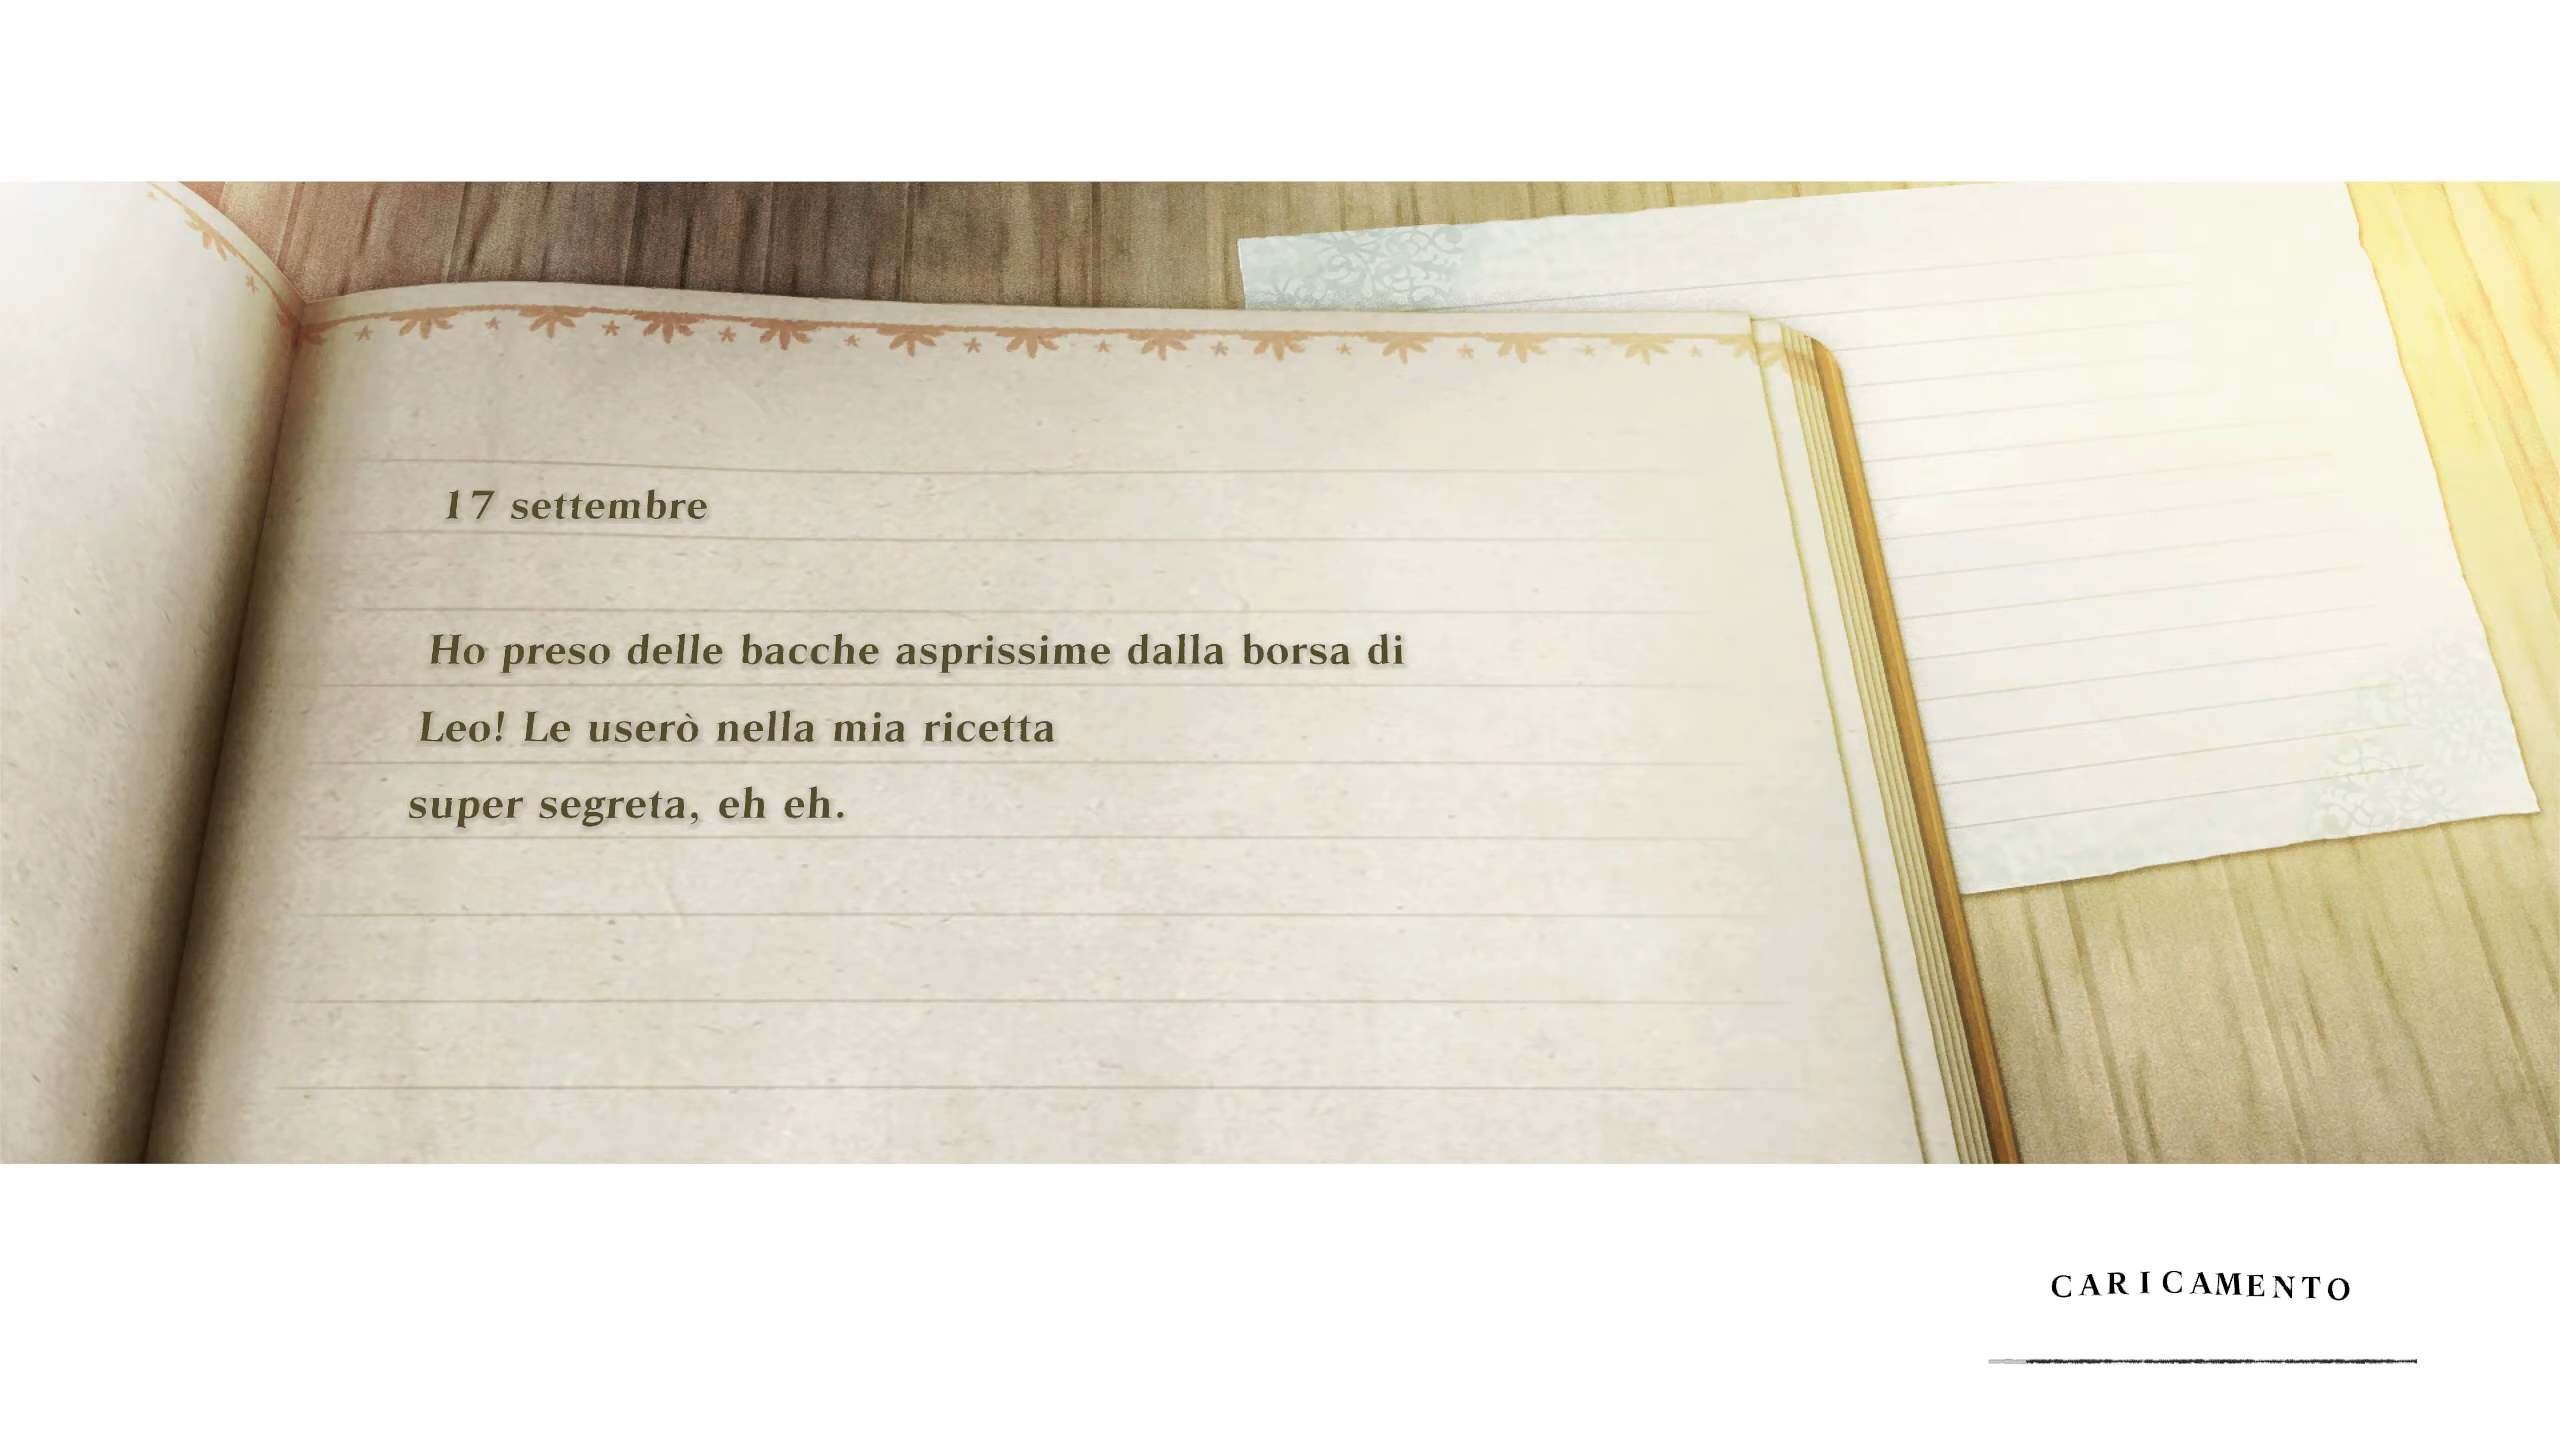 17 settembre
Ho preso delle bacche asprissime dalla borsa di
Leo! Le userò nella mia ricetta
super segreta, eh eh.
CARICAMENTO